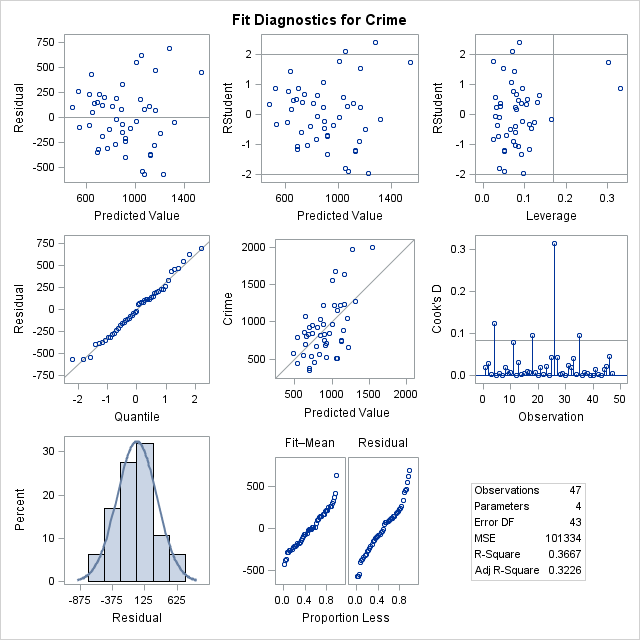 Fit Diagnostics for Crime
750
500
250
0
-250
-500
Residual
600 1000 1400
Predicted Value
2
1
0
-1
-2
RStudent
600 1000 1400
Predicted Value
2
1
0
-1
-2
RStudent
0.0 0.1 0.2 0.3
Leverage
750
500
250
0
-250
-500
-750
Residual
-2 -1 0 1 2
Quantile
2000
1500
1000
500
Crime
500 1000 1500 2000
Predicted Value
0.3
0.2
0.1
0.0
Cook's D
0 10 20 30 40 50
Observation
30
20
10
0
Percent
-875 -375 125 625
Residual
Fit–Mean Residual
500
0
-500
0.0 0.4 0.8 0.0 0.4 0.8
Proportion Less
Observations 47
Parameters 4
Error DF 43
MSE 101334
R-Square 0.3667
Adj R-Square 0.3226